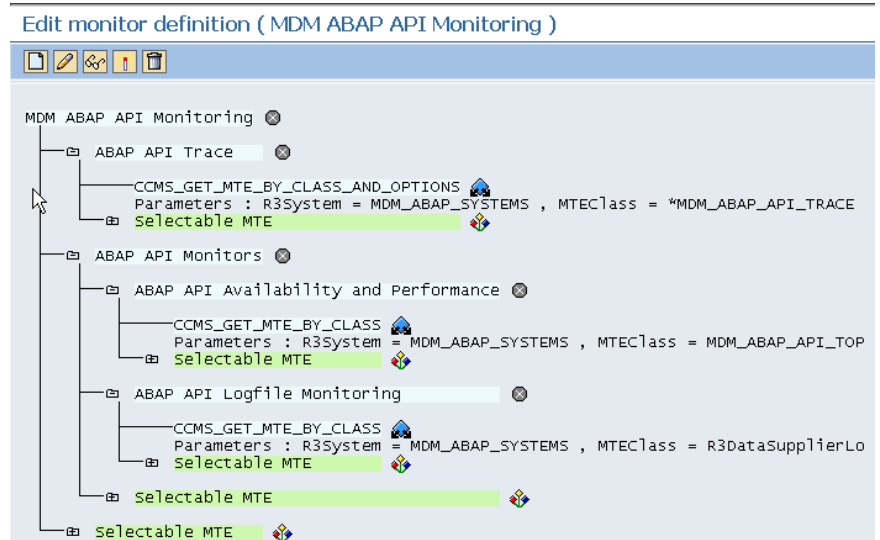 Edit monitor definition ( MDM ABAP API Monitoring )
MDM ABAP API Monitoring
ABAP API Trace
CCMS_GET_MTE_BY_CLASS_AND_OPTIONS
Parameters : R3System = MDM_ABAP_SYSTEMS , MTEClass = *MDM_ABAP_API_TRACE
Selectable MTE
ABAP API Monitors
ABAP API Availability and Performance
CCMS_GET_MTE_BY_CLASS
Parameters : R3System = MDM_ABAP_SYSTEMS , MTEClass = MDM_ABAP_API_TOP
Selectable MTE
ABAP API Logfile Monitoring
CCMS_GET_MTE_BY_CLASS
Parameters : R3System = MDM_ABAP_SYSTEMS , MTEClass = R3DataSupplierLo
Selectable MTE
Selectable MTE
Selectable MTE